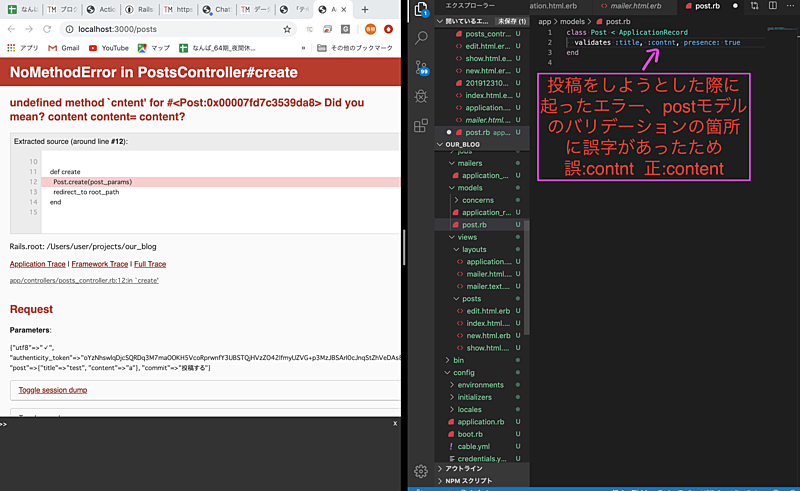 なんば
TM ブロ
Action
Rails
TM https
Chat
TM デー
「テイ
Ac
localhost:3000/posts
アプリ
Gmail
YouTube
マップ
なんば_64期_夜間休...
その他のブックマーク
NoMethodError in PostsController#create
undefined method `cntent' for #<Post:0x00007fd7c3539da8> Did you
mean? content content= content?
Extracted source (around line #12):
10
11 def create
12 Post.create(post_params)
13 redirect_to root_path
14 end
15
Rails.root: /Users/user/projects/our_blog
Application Trace | Framework Trace | Full Trace
app/controllers/posts_controller.rb:12:in `create'
Request
Parameters:
{"utf8"=>"✓",
"post"=>{"title"=>"test", "content"=>"a"}, "commit"=>"投稿する"}
Toggle session dump
>>
x
エクスプローラー
開いているエ... 未保存 (1)
posts_contr... U
edit.html.er... U
show.html.... U
new.html.er... U
201912310...
index.html.e... U
application.... U
mailer.html....
post.rb app... U
OUR_BLOG
jobs
mailers
application_... U
models
concerns
application_r... U
post.rb U
views
layouts
application.... U
mailer.html.... U
mailer.text.... U
posts
edit.html.erb U
index.html.... U
new.html.erb U
show.html.... U
bin
config
environments
initializers
locales
application.rb U
boot.rb U
cable.yml U
credentials.y... U
アウトライン
NPM スクリプト
1
99
ation.html.erb
mailer.html.erb
post.rb
app > models > post.rb
1 class Post < ApplicationRecord
2 validates :title, :contnt, presence: true
3 end
4
投稿をしようとした際に
起ったエラー、postモデル
のバリデーションの箇所
に誤字があったため
誤:contnt 正:content